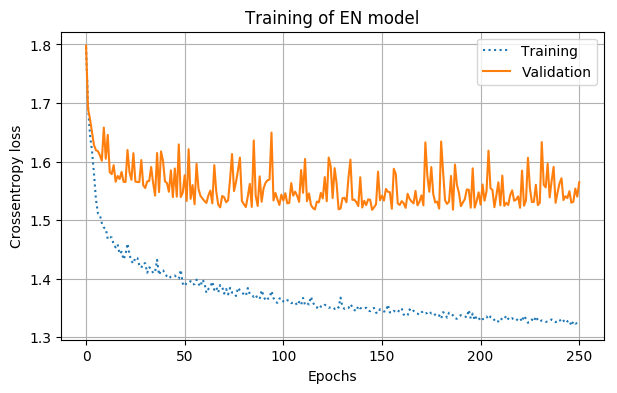 Training of EN model
Training
Validation
Crossentropy loss
1.8
1.7
1.6
1.5
1.4
1.3
0 50 100 150 200 250
Epochs